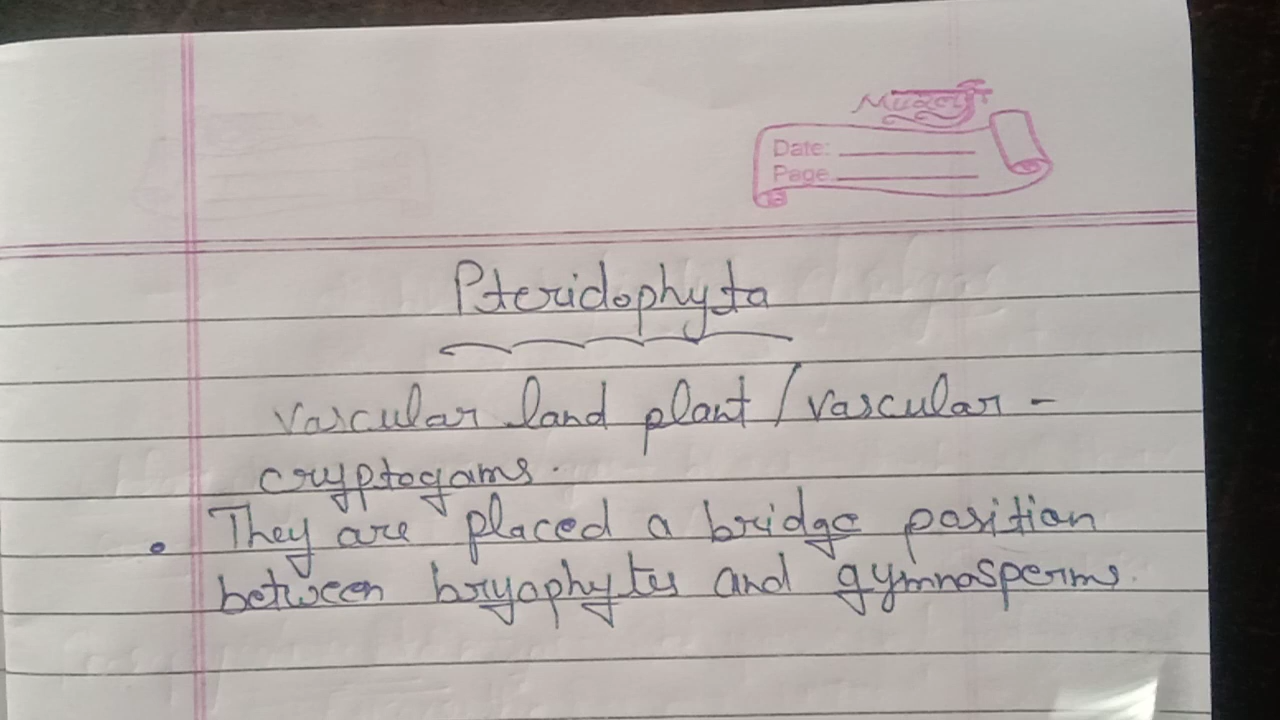 Date:
Page
Pteridophyta
Vascular land plant / vascular -
cryptogams.
• They are placed a bridge position
between bryophytes and gymnosperms.